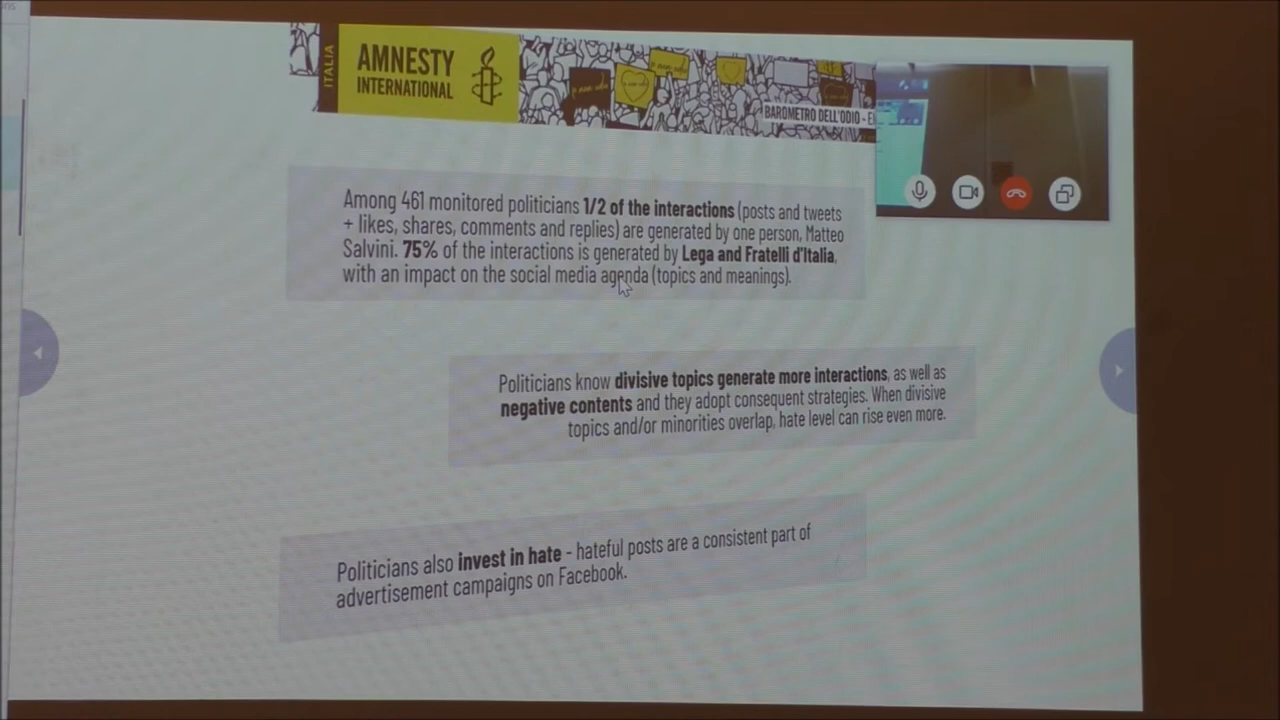 ITALIA
AMNESTY
INTERNATIONAL
BAROMETRO DELL'ODIO -
Among 461 monitored politicians 1/2 of the interactions (posts and tweets
+ likes, shares, comments and replies) are generated by one person, Matteo
Salvini. 75% of the interactions is generated by Lega and Fratelli d'Italia,
with an impact on the social media agenda (topics and meanings).
Politicians know divisive topics generate more interactions, as well as
negative contents and they adopt consequent strategies. When divisive
topics and/or minorities overlap, hate level can rise even more.
Politicians also invest in hate - hateful posts are a consistent part of
advertisement campaigns on Facebook.